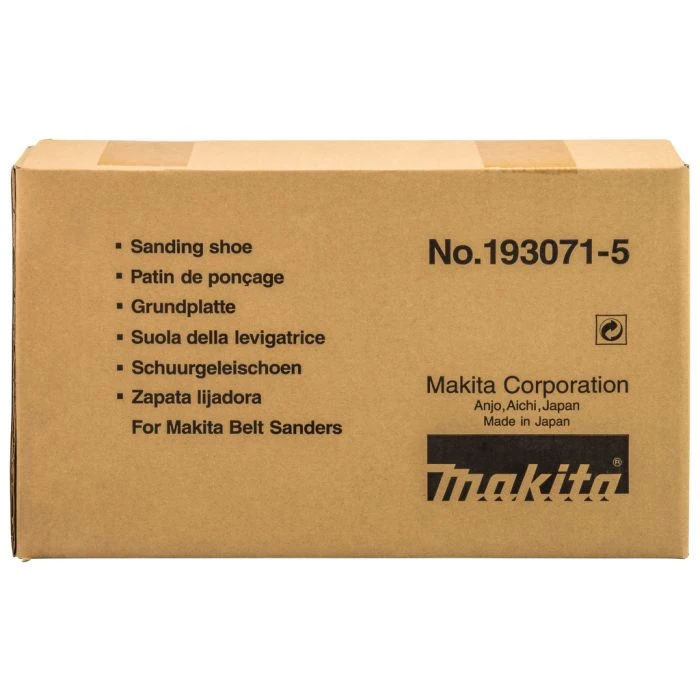 ▪ Sanding shoe
▪ Patin de ponçage
▪ Grundplatte
▪ Suola della levigatrice
▪ Schuurgeleischoen
▪ Zapata lijadora
For Makita Belt Sanders
No.193071-5
Makita Corporation
Anjo,Aichi,Japan
Made in Japan
makita®